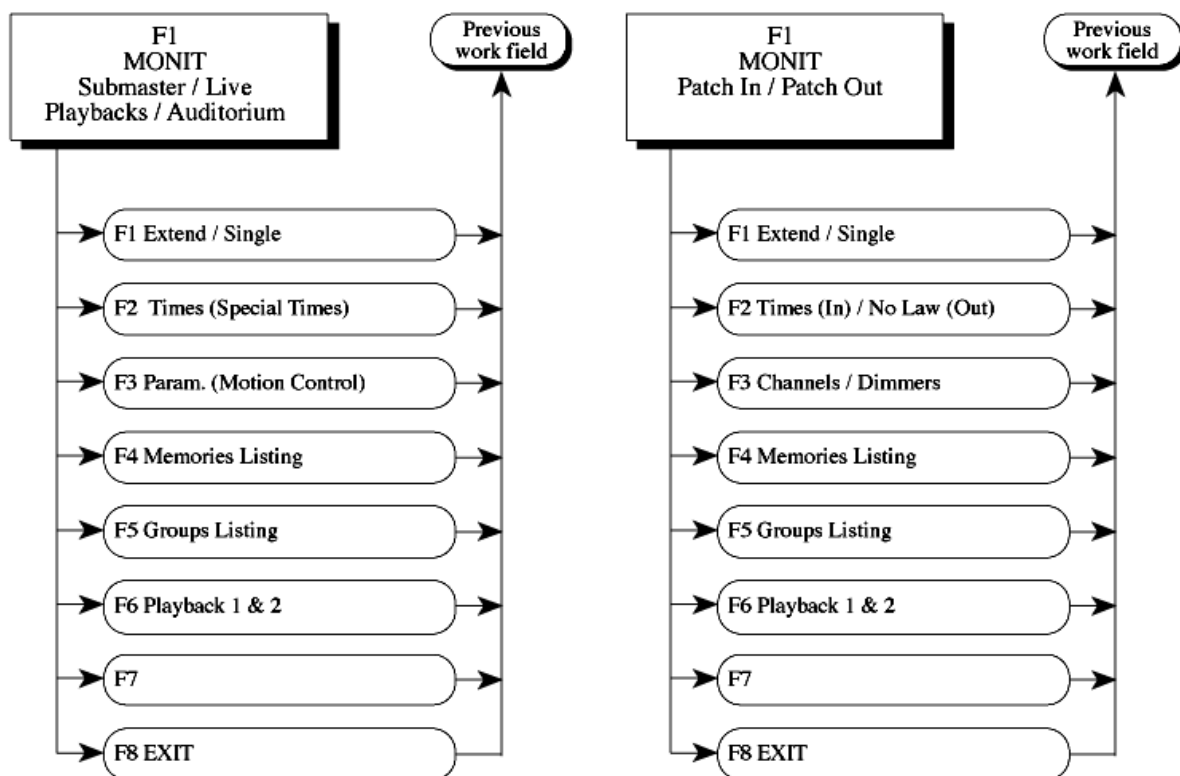 F1
MONIT
Submaster / Live
Playbacks / Auditorium
Previous
work field
F1 Extend / Single
F2 Times (Special Times)
F3 Param. (Motion Control)
F4 Memories Listing
F5 Groups Listing
F6 Playback 1 & 2
F7
F8 EXIT
F1
MONIT
Patch In / Patch Out
Previous
work field
F1 Extend / Single
F2 Times (In) / No Law (Out)
F3 Channels / Dimmers
F4 Memories Listing
F5 Groups Listing
F6 Playback 1 & 2
F7
F8 EXIT